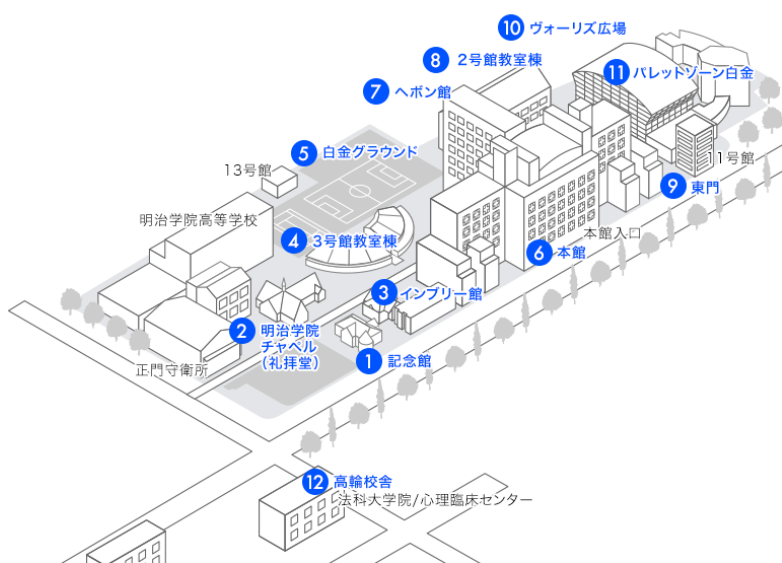 10 ヴォーリズ広場
8 2号館教室棟
11 パレットゾーン白金
7 ヘボン館
5 白金グラウンド
13号館
11号館
9 東門
明治学院高等学校
4 3号館教室棟
本館入口
6 本館
3 インブリー館
2 明治学院
チャペル
(礼拝堂)
1 記念館
正門守衛所
12 高輪校舎
法科大学院/心理臨床センター